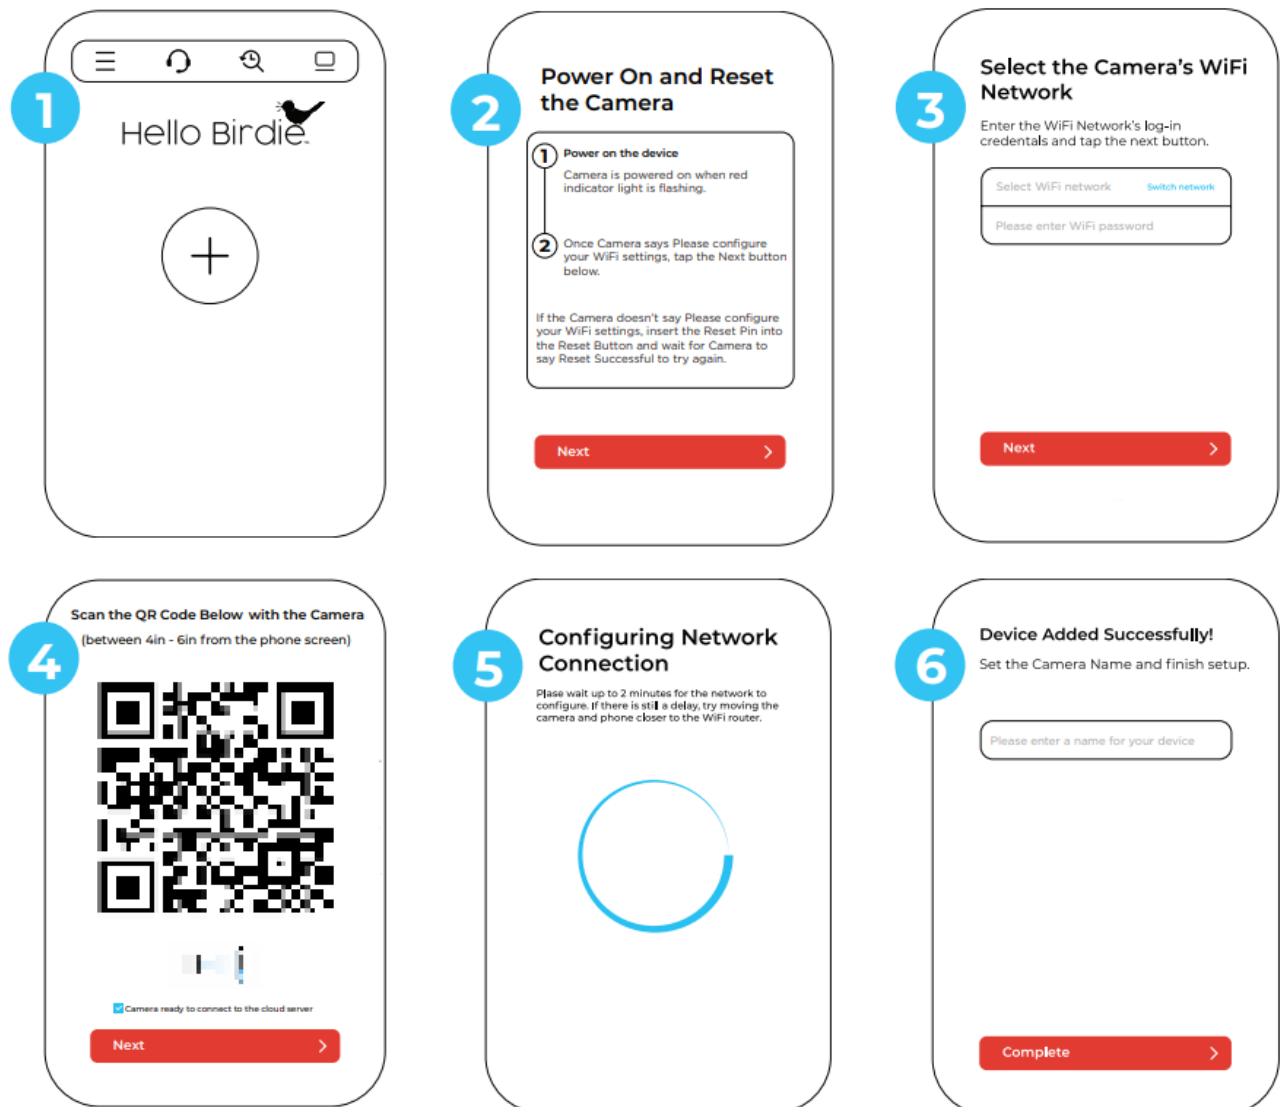 1
Hello Birdie
2
Power On and Reset
the Camera
1 Power on the device
Camera is powered on when red
indicator light is flashing.
2 Once Camera says Please configure
your WiFi settings, tap the Next button
below.
If the Camera doesn't say Please configure
your WiFi settings, insert the Reset Pin into
the Reset Button and wait for Camera to
say Reset Successful to try again.
Next
3
Select the Camera's WiFi
Network
Enter the WiFi Network's log-in
credentals and tap the next button.
Select WiFi network Switch network
Please enter WiFi password
Next
4
Scan the QR Code Below with the Camera
(between 4in - 6in from the phone screen)
Camera ready to connect to the cloud server
Next
5
Configuring Network
Connection
Plase wait up to 2 minutes for the network to
configure. If there is still a delay, try moving the
camera and phone closer to the WiFi router.
6
Device Added Successfully!
Set the Camera Name and finish setup.
Please enter a name for your device
Complete